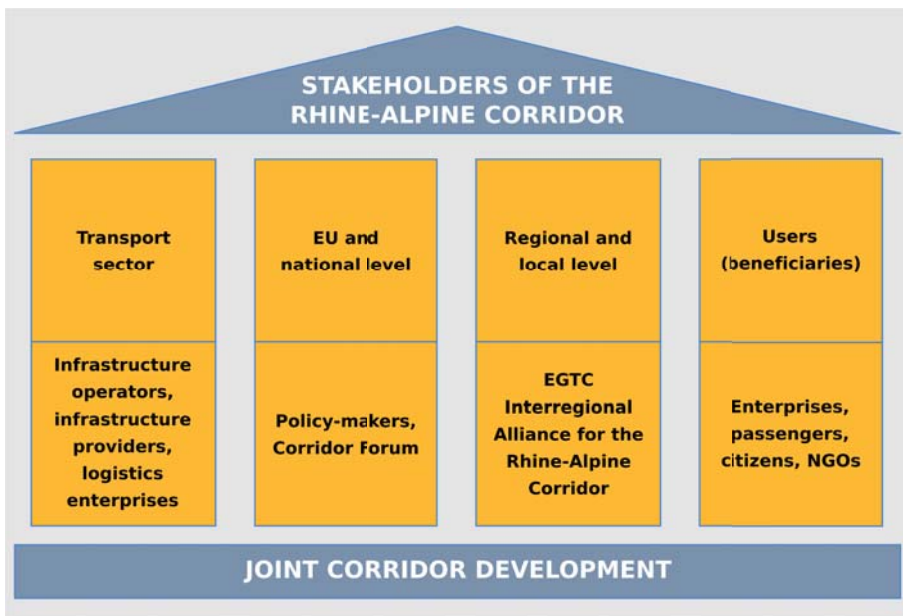 STAKEHOLDERS OF THE
RHINE-ALPINE CORRIDOR
Transport
sector
Infrastructure
operators,
infrastructure
providers,
logistics
enterprises
EU and
national level
Policy-makers,
Corridor Forum
Regional and
local level
EGTC
Interregional
Alliance for the
Rhine-Alpine
Corridor
Users
(beneficiaries)
Enterprises,
passengers,
citizens, NGOs
JOINT CORRIDOR DEVELOPMENT